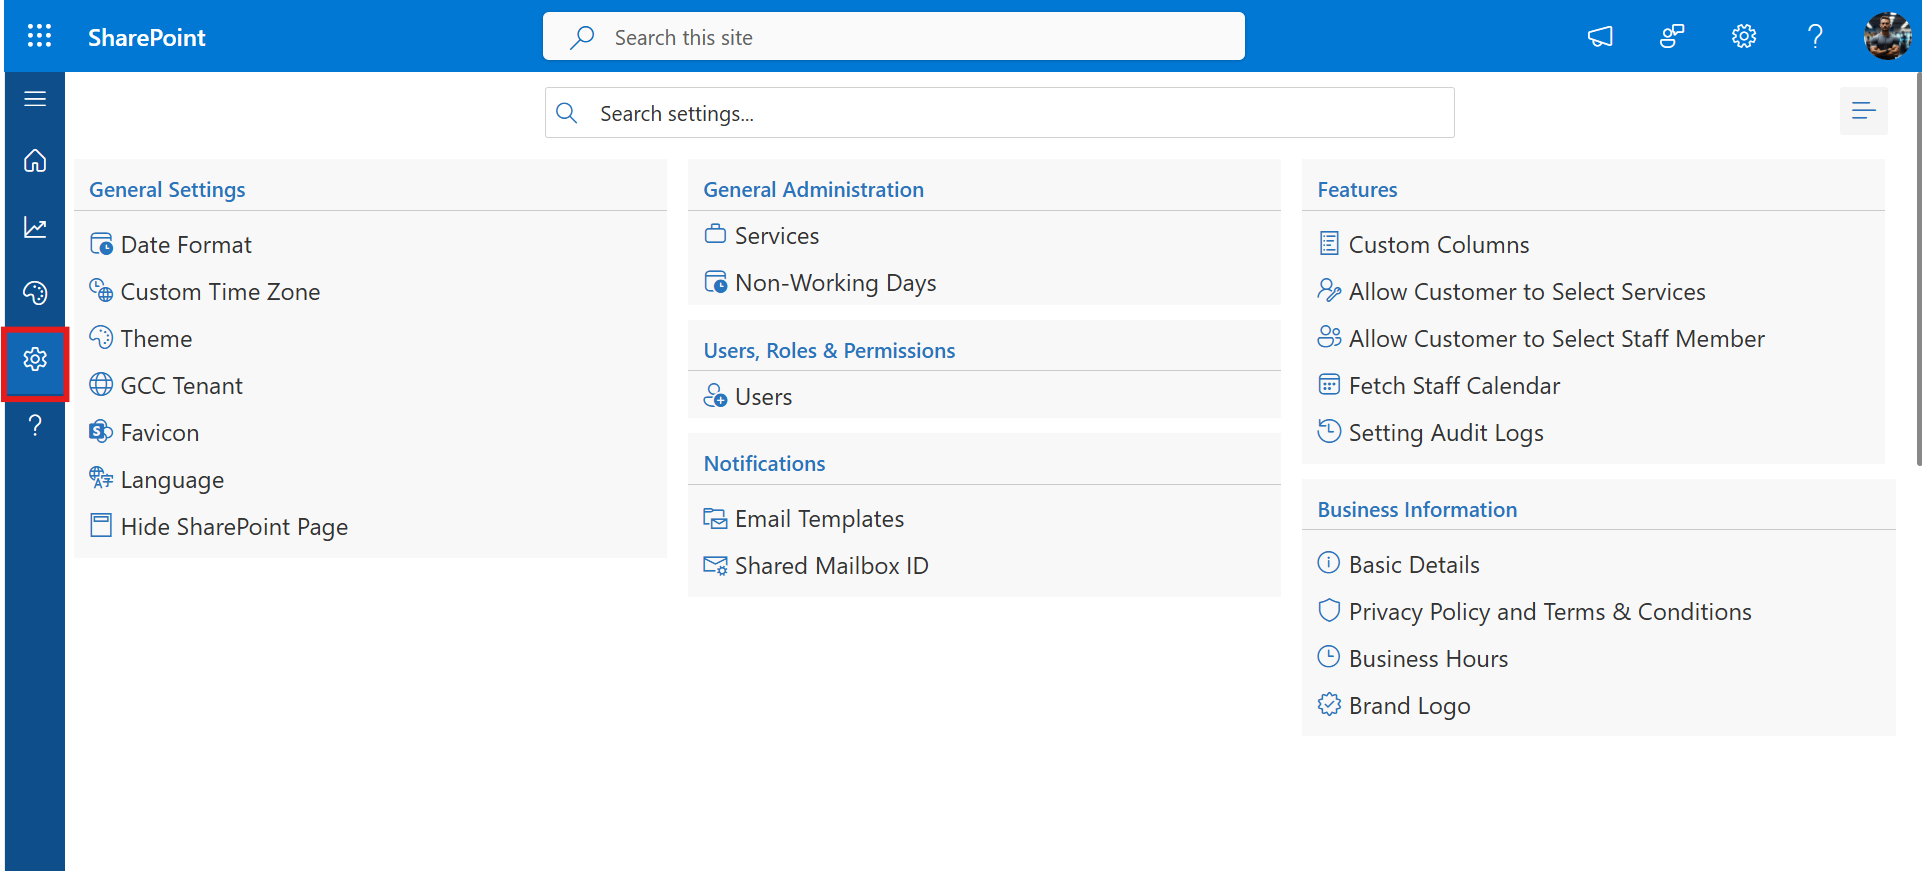 SharePoint
Search this site
Search settings...
General Settings
Date Format
Custom Time Zone
Theme
GCC Tenant
Favicon
Language
Hide SharePoint Page
General Administration
Services
Non-Working Days
Users, Roles & Permissions
Users
Notifications
Email Templates
Shared Mailbox ID
Features
Custom Columns
Allow Customer to Select Services
Allow Customer to Select Staff Member
Fetch Staff Calendar
Setting Audit Logs
Business Information
Basic Details
Privacy Policy and Terms & Conditions
Business Hours
Brand Logo